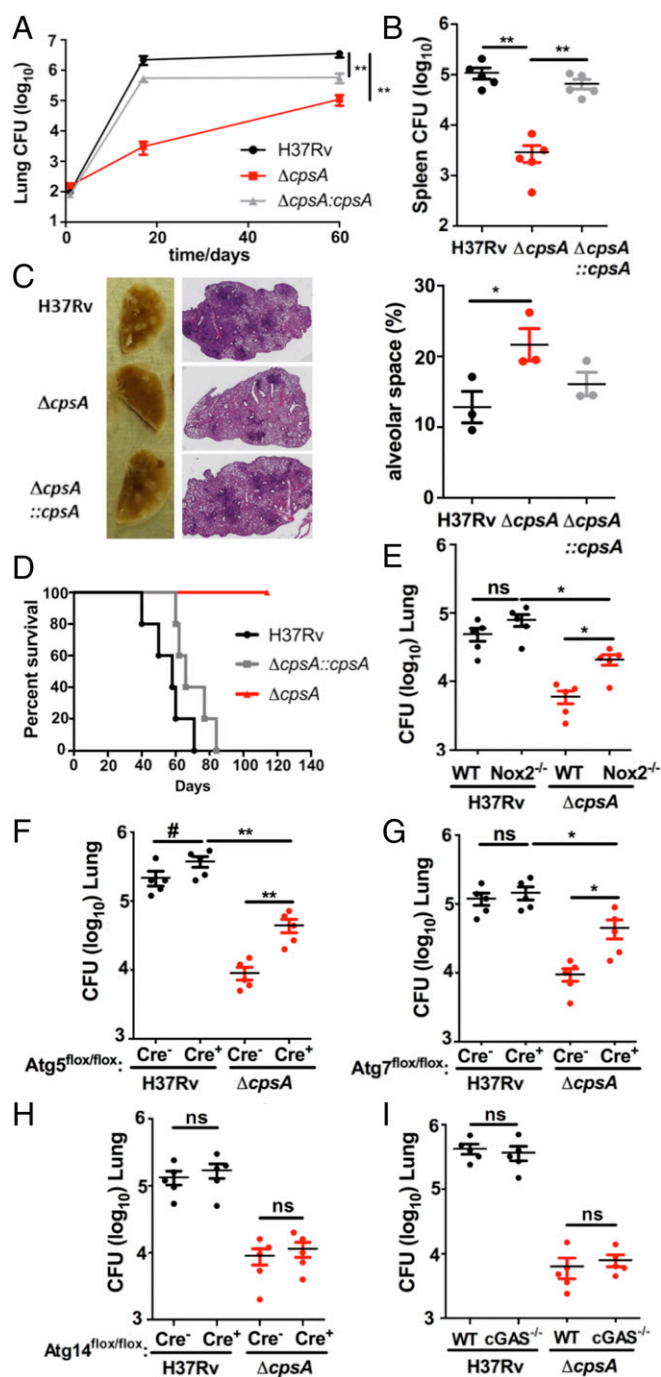 A
Lung CFU (log10)
7
6
5
4
3
2
1
0
20
40
60
time/days
**
**
H37Rv
ΔcpsA
ΔcpsA:cpsA
B
Spleen CFU (log10)
6
5
4
3
2
**
**
H37Rv ΔcpsA ΔcpsA
::cpsA
C
H37Rv
ΔcpsA
ΔcpsA
::cpsA
alveolar space (%)
30
20
10
0
*
H37Rv ΔcpsA ΔcpsA
::cpsA
D
Percent survival
100
80
60
40
20
0
0 20 40 60 80 100 120 140
Days
H37Rv
ΔcpsA::cpsA
ΔcpsA
E
CFU (log10) Lung
6
5
4
3
ns
*
*
WT Nox2-/- WT Nox2-/-
H37Rv ΔcpsA
F
CFU (log10) Lung
6
5
4
3
#
**
**
Atg5flox/flox: Cre- Cre+ Cre- Cre+
H37Rv ΔcpsA
G
CFU (log10) Lung
6
5
4
3
ns
*
*
Atg7flox/flox: Cre- Cre+ Cre- Cre+
H37Rv ΔcpsA
H
CFU (log10) Lung
6
5
4
3
ns
ns
Atg14flox/flox: Cre- Cre+ Cre- Cre+
H37Rv ΔcpsA
I
CFU (log10) Lung
6
5
4
3
ns
ns
WT cGAS-/- WT cGAS-/-
H37Rv ΔcpsA